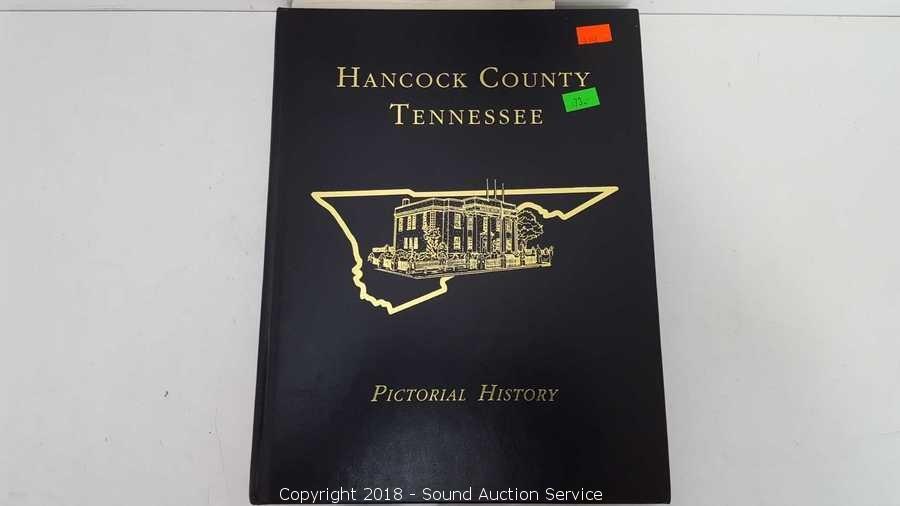 HANCOCK COUNTY
TENNESSEE
PICTORIAL HISTORY
Copyright 2018 - Sound Auction Service